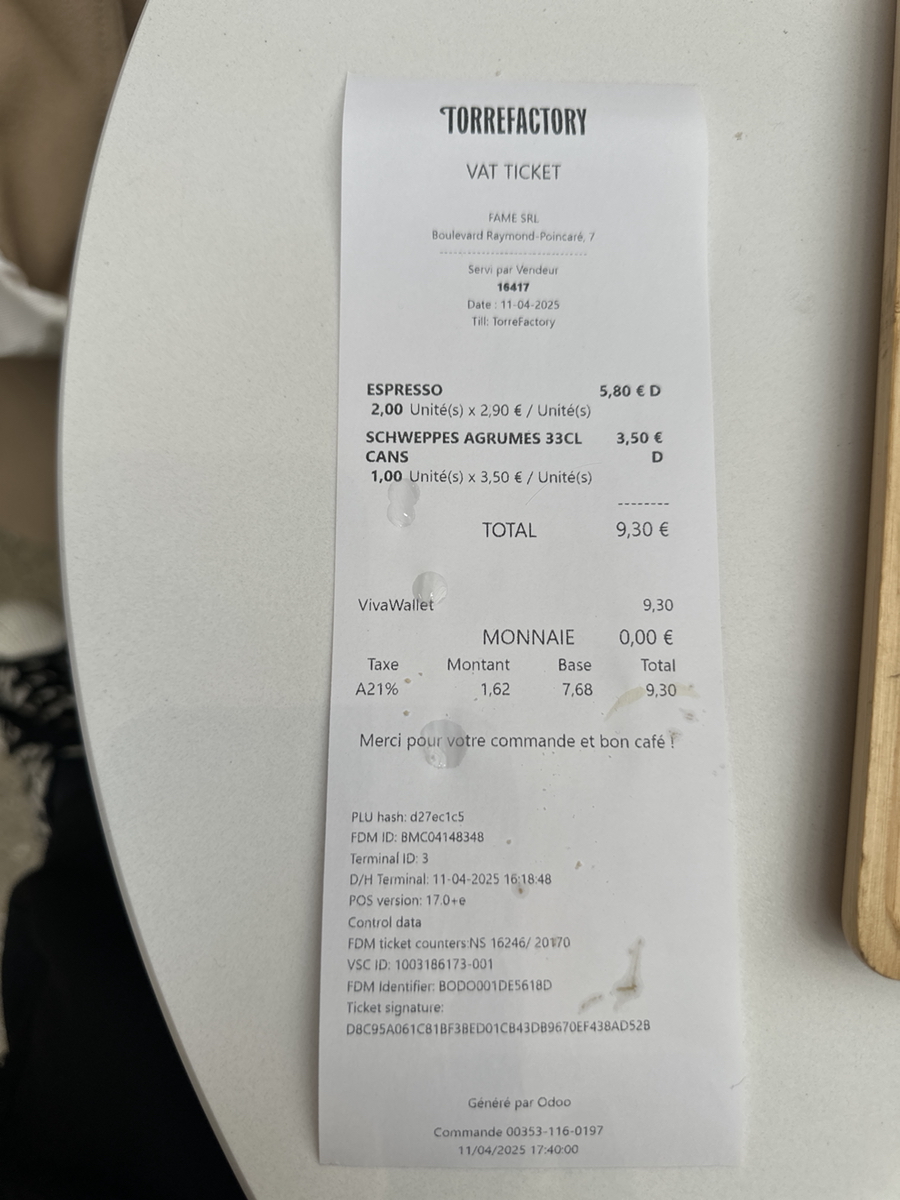 TORREFACTORY
VAT TICKET
FAME SRL
Boulevard Raymond-Poincaré, 7
--------------------------------
Servi par Vendeur
16417
Date : 11-04-2025
Till: TorreFactory
ESPRESSO 5,80 € D
2,00 Unité(s) x 2,90 € / Unité(s)
SCHWEPPES AGRUMES 33CL 3,50 €
CANS D
1,00 Unité(s) x 3,50 € / Unité(s)
--------
TOTAL 9,30 €
VivaWallet 9,30
MONNAIE 0,00 €
Taxe Montant Base Total
A21% 1,62 7,68 9,30
Merci pour votre commande et bon café !
PLU hash: d27ec1c5
FDM ID: BMC04148348
Terminal ID: 3
D/H Terminal: 11-04-2025 16:18:48
POS version: 17.0+e
Control data
FDM ticket counters:NS 16246/ 20170
VSC ID: 1003186173-001
FDM Identifier: BODO001DE5618D
Ticket signature:
D8C95A061C81BF3BED01CB43DB9670EF438AD52B
Généré par Odoo
Commande 00353-116-0197
11/04/2025 17:40:00